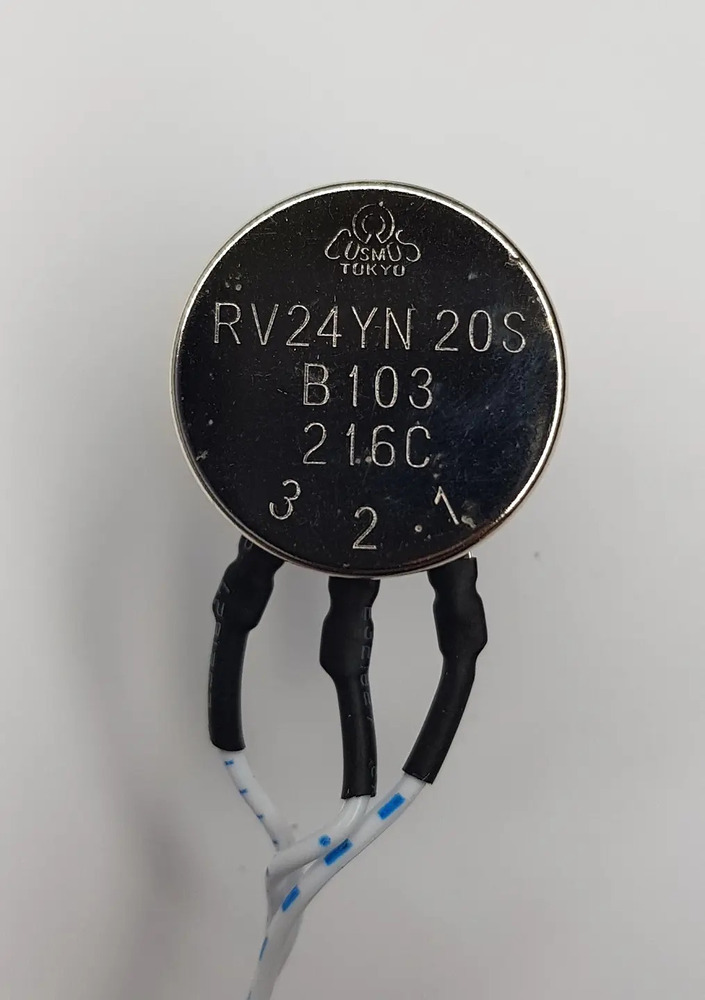 COSMOS
TOKYO
RV24YN 20S
B103
216C
3 2 1